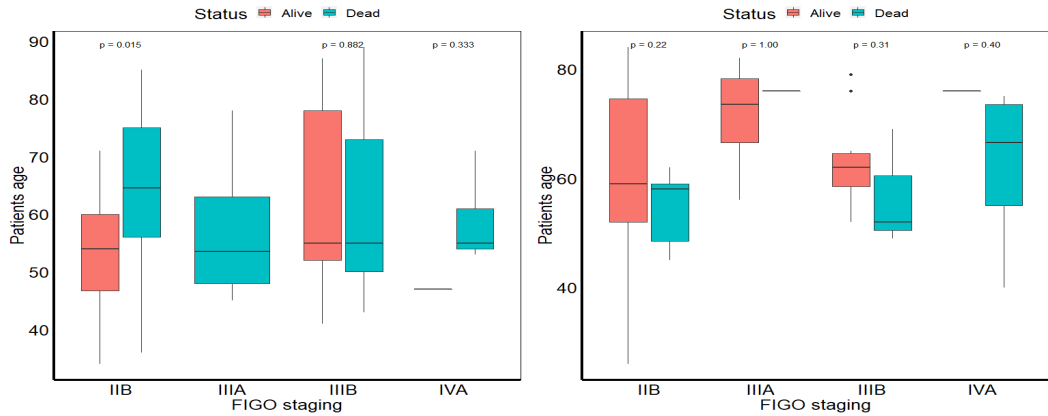 Status Alive Dead
90
80
70
60
50
40
Patients age
p = 0.015 p = 0.882 p = 0.333
IIB IIIA IIIB IVA
FIGO staging
Status Alive Dead
80
60
40
Patients age
p = 0.22 p = 1.00 p = 0.31 p = 0.40
IIB IIIA IIIB IVA
FIGO staging